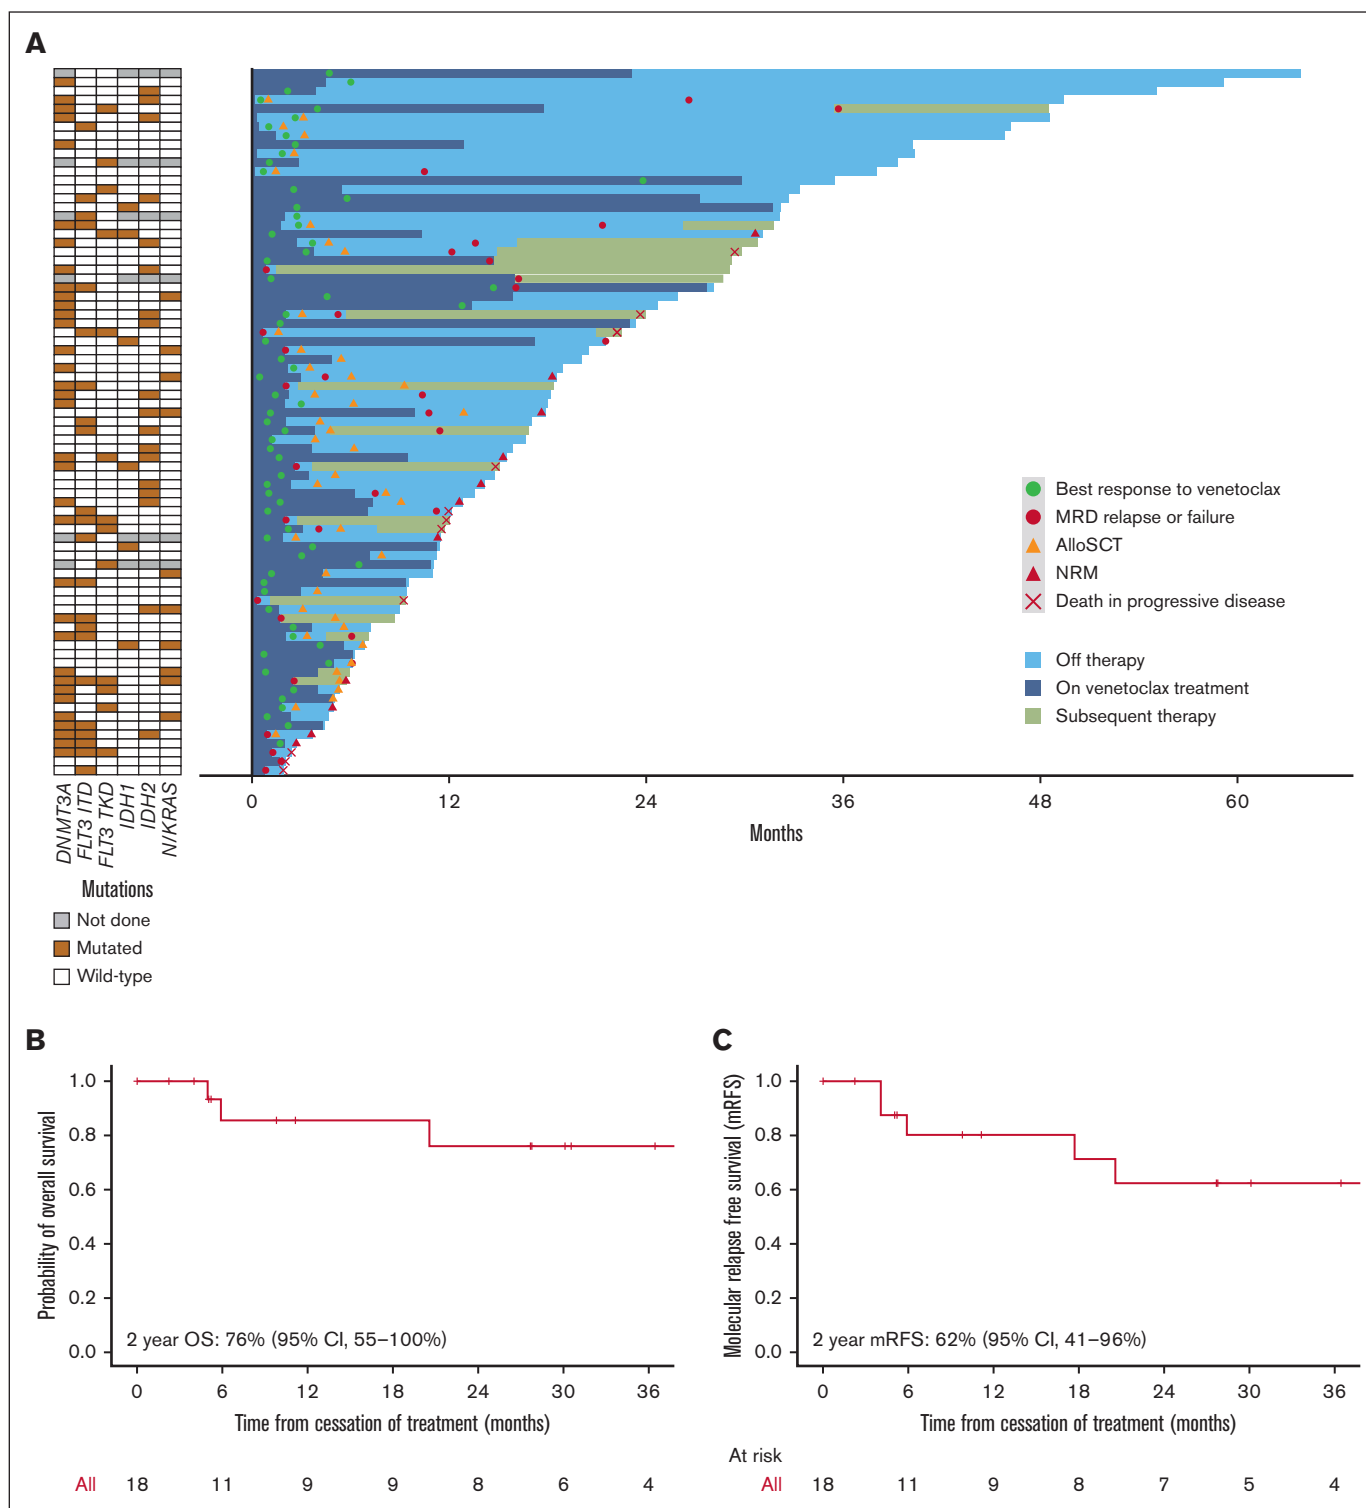 A
Best response to venetoclax
MRD relapse or failure
AlloSCT
NRM
Death in progressive disease
Off therapy
On venetoclax treatment
Subsequent therapy
0 12 24 36 48 60
Months
DNMT3A
FLT3 ITD
FLT3 TKD
IDH1
IDH2
N/KRAS
Mutations
Not done
Mutated
Wild-type
B
Probability of overall survival
1.0
0.8
0.6
0.4
0.2
0.0
2 year OS: 76% (95% CI, 55–100%)
0 6 12 18 24 30 36
Time from cessation of treatment (months)
All 18 11 9 9 8 6 4
C
Molecular relapse free survival (mRFS)
1.0
0.8
0.6
0.4
0.2
0.0
2 year mRFS: 62% (95% CI, 41–96%)
0 6 12 18 24 30 36
Time from cessation of treatment (months)
At risk
All 18 11 9 8 7 5 4